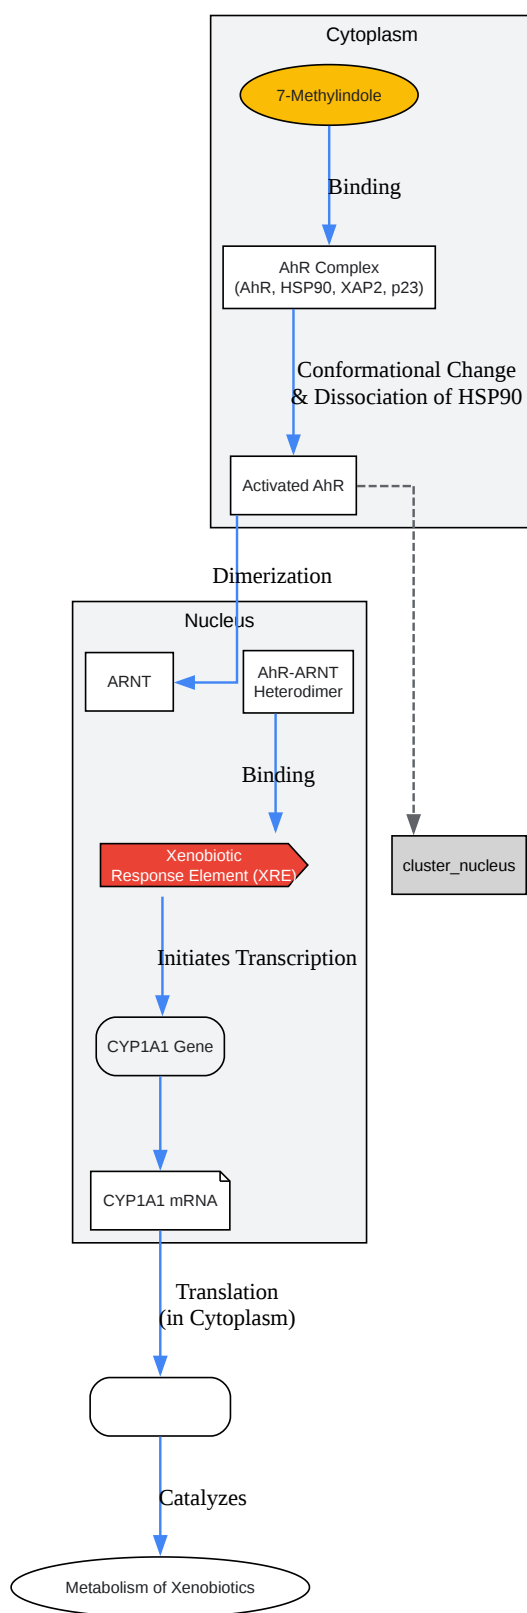 Cytoplasm
7-Methylindole
Binding
AhR Complex
(AhR, HSP90, XAP2, p23)
Conformational Change
& Dissociation of HSP90
Activated AhR
Dimerization
Nucleus
ARNT
AhR-ARNT
Heterodimer
Binding
Xenobiotic
Response Element (XRE)
cluster_nucleus
Initiates Transcription
CYP1A1 Gene
CYP1A1 mRNA
Translation
(in Cytoplasm)
Catalyzes
Metabolism of Xenobiotics